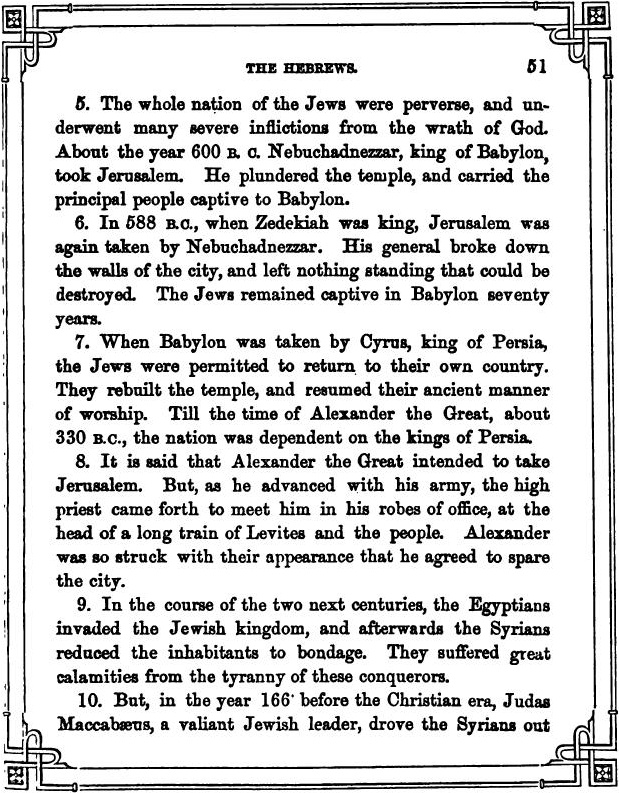 THE HEBREWS.
51
5. The whole nation of the Jews were perverse, and un-
derwent many severe inflictions from the wrath of God.
About the year 600 B. C. Nebuchadnezzar, king of Babylon,
took Jerusalem. He plundered the temple, and carried the
principal people captive to Babylon.
6. In 588 B.C., when Zedekiah was king, Jerusalem was
again taken by Nebuchadnezzar. His general broke down
the walls of the city, and left nothing standing that could be
destroyed. The Jews remained captive in Babylon seventy
years.
7. When Babylon was taken by Cyrus, king of Persia,
the Jews were permitted to return to their own country.
They rebuilt the temple, and resumed their ancient manner
of worship. Till the time of Alexander the Great, about
330 B.C., the nation was dependent on the kings of Persia.
8. It is said that Alexander the Great intended to take
Jerusalem. But, as he advanced with his army, the high
priest came forth to meet him in his robes of office, at the
head of a long train of Levites and the people. Alexander
was so struck with their appearance that he agreed to spare
the city.
9. In the course of the two next centuries, the Egyptians
invaded the Jewish kingdom, and afterwards the Syrians
reduced the inhabitants to bondage. They suffered great
calamities from the tyranny of these conquerors.
10. But, in the year 166 before the Christian era, Judas
Maccabæus, a valiant Jewish leader, drove the Syrians out